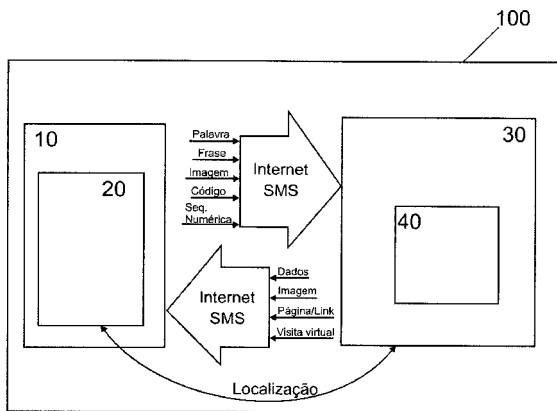 100
10
20
Palavra
Frase
Imagem
Código
Seq.
Numérica
Internet
SMS
30
40
Internet
SMS
Dados
Imagem
Página/Link
Visita virtual
Localização